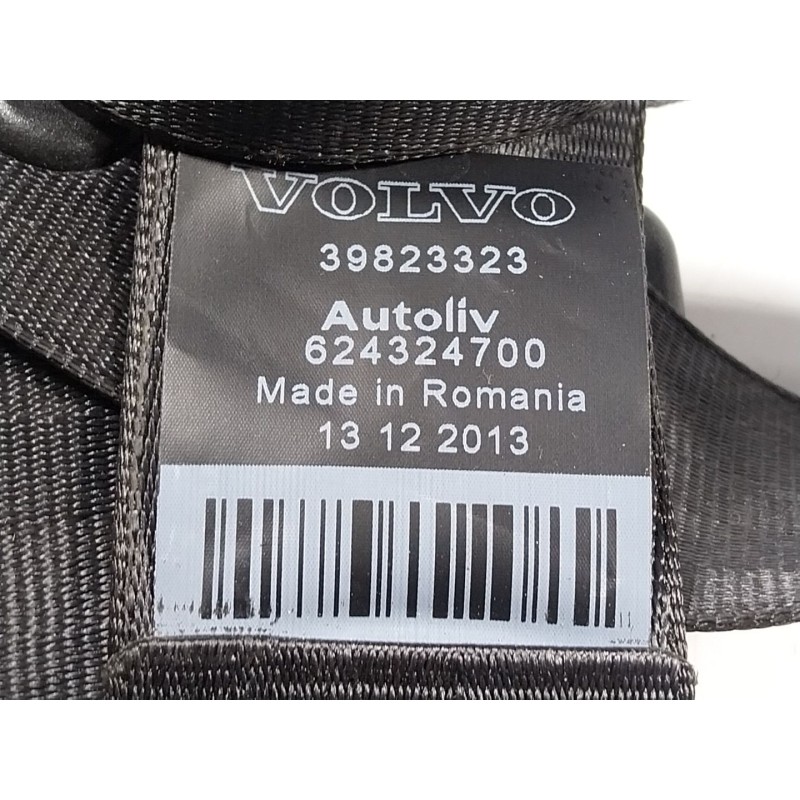 VOLVO
39823323
Autoliv
624324700
Made in Romania
13 12 2013